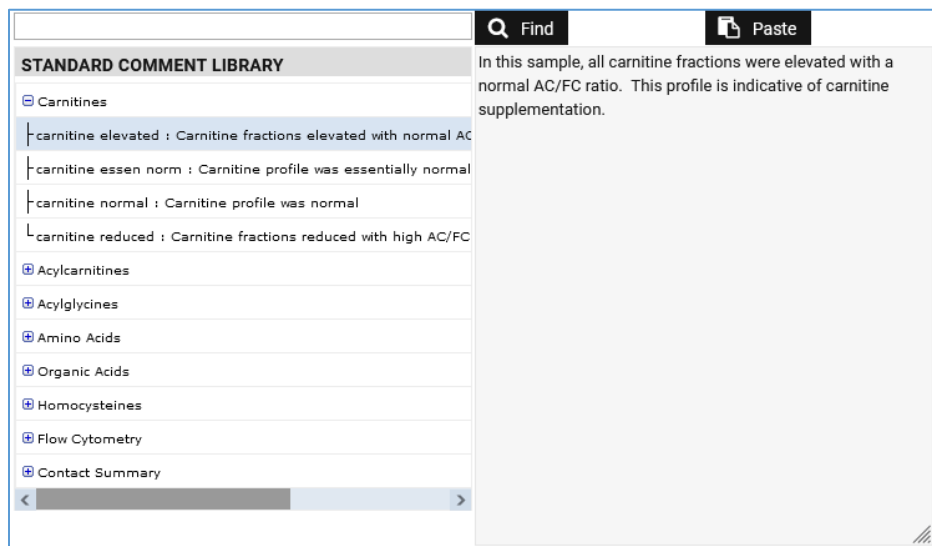 Find
Paste
STANDARD COMMENT LIBRARY
Carnitines
carnitine elevated : Carnitine fractions elevated with normal AC
carnitine essen norm : Carnitine profile was essentially normal
carnitine normal : Carnitine profile was normal
carnitine reduced : Carnitine fractions reduced with high AC/FC
Acylcarnitines
Acylglycines
Amino Acids
Organic Acids
Homocysteines
Flow Cytometry
Contact Summary
In this sample, all carnitine fractions were elevated with a
normal AC/FC ratio.  This profile is indicative of carnitine
supplementation.